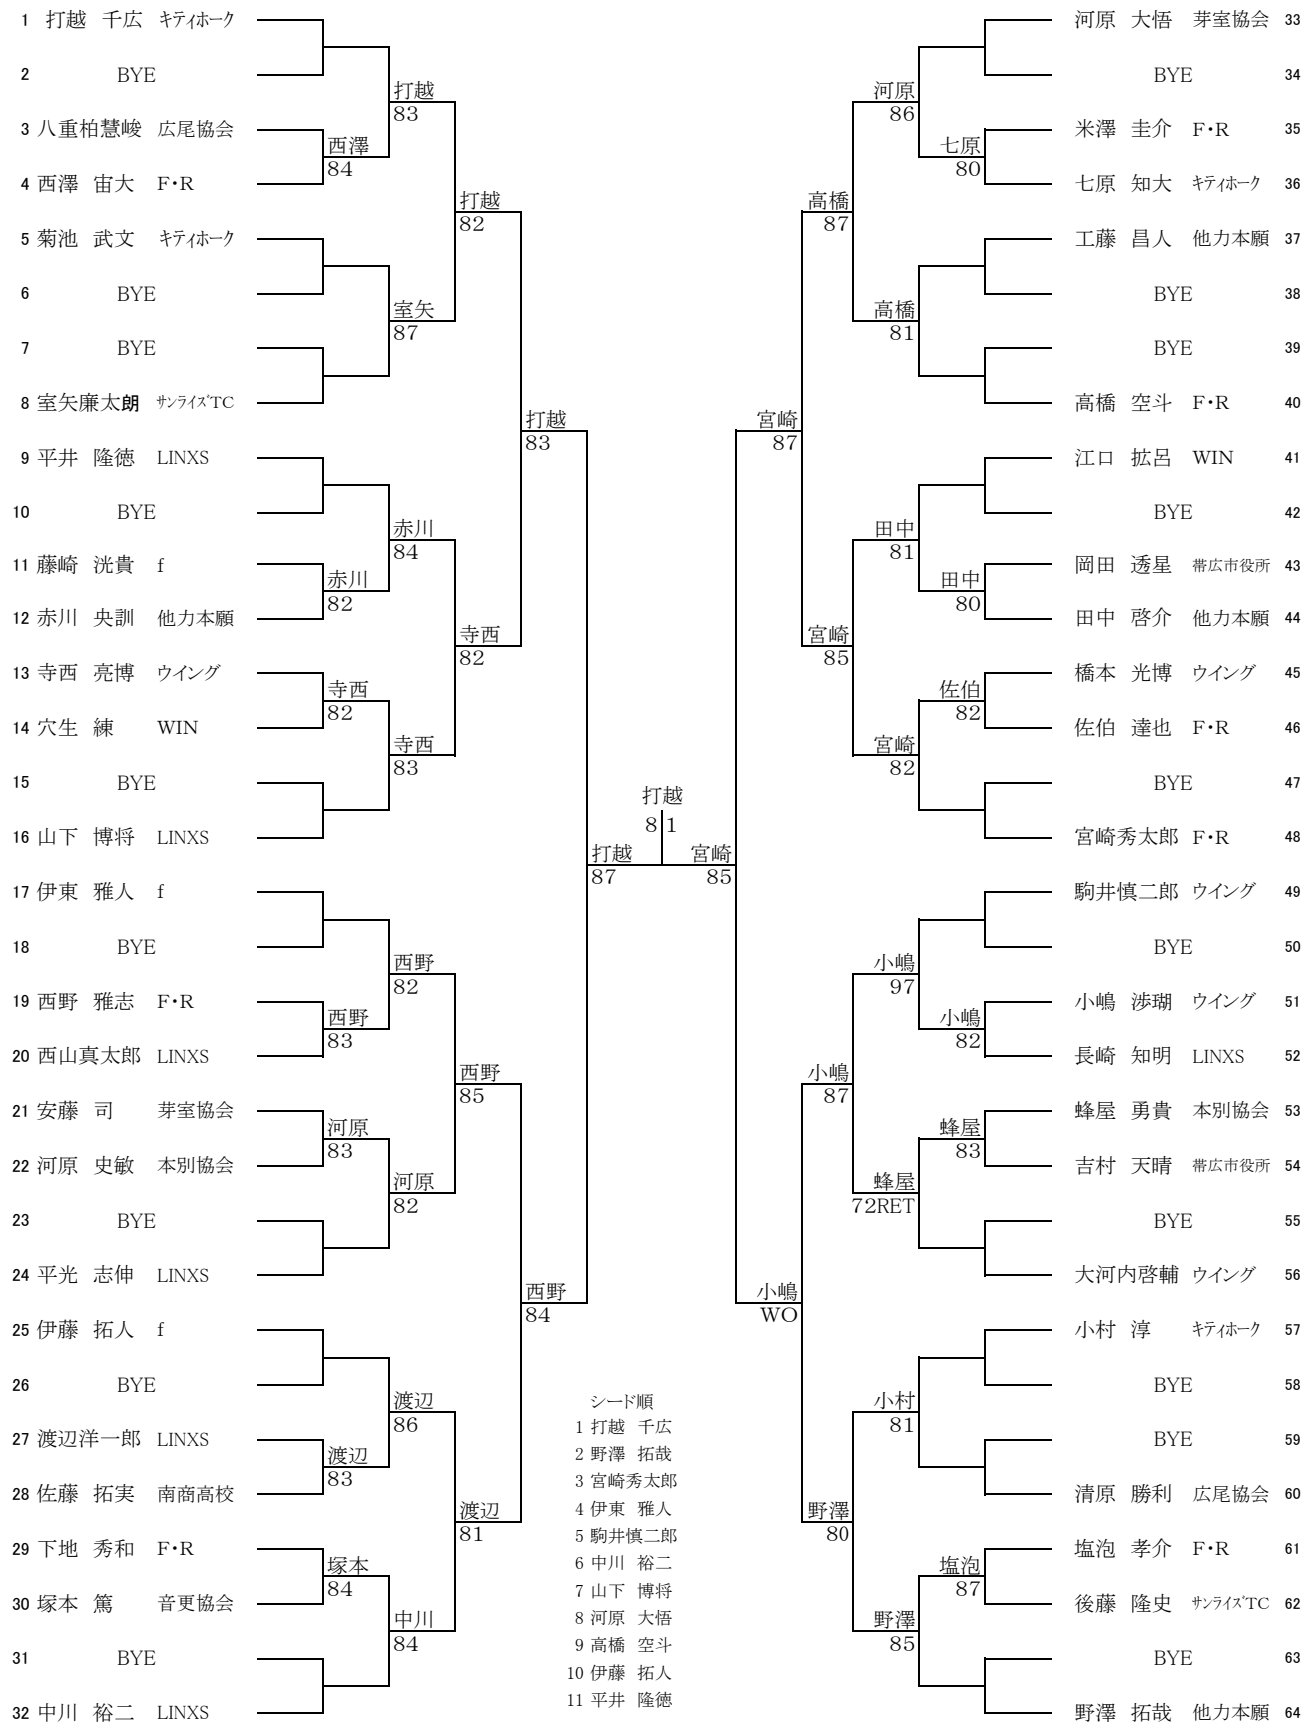 1 打越 千広 キティホーク
2 BYE
3 八重柏慧峻 広尾協会
4 西澤 宙大 F・R
5 菊池 武文 キティホーク
6 BYE
7 BYE
8 室矢廉太朗 サンライズTC
9 平井 隆徳 LINXS
10 BYE
11 藤崎 洸貴 f
12 赤川 央訓 他力本願
13 寺西 亮博 ウイング
14 穴生 練 WIN
15 BYE
16 山下 博将 LINXS
17 伊東 雅人 f
18 BYE
19 西野 雅志 F・R
20 西山真太郎 LINXS
21 安藤 司 芽室協会
22 河原 史敏 本別協会
23 BYE
24 平光 志伸 LINXS
25 伊藤 拓人 f
26 BYE
27 渡辺洋一郎 LINXS
28 佐藤 拓実 南商高校
29 下地 秀和 F・R
30 塚本 篤 音更協会
31 BYE
32 中川 裕二 LINXS
西澤
84
赤川
82
寺西
82
西野
83
河原
83
渡辺
83
塚本
84
打越
83
室矢
87
赤川
84
寺西
83
西野
82
河原
82
渡辺
86
中川
84
打越
82
寺西
82
西野
85
渡辺
81
打越
83
西野
84
打越
87
打越
8 1
宮崎
85
宮崎
87
小嶋
WO
高橋
87
宮崎
85
小嶋
87
野澤
80
河原
86
高橋
81
田中
81
宮崎
82
小嶋
97
蜂屋
72RET
小村
81
野澤
85
七原
80
田中
80
佐伯
82
小嶋
82
蜂屋
83
塩泡
87
河原 大悟 芽室協会 33
BYE 34
米澤 圭介 F・R 35
七原 知大 キティホーク 36
工藤 昌人 他力本願 37
BYE 38
BYE 39
高橋 空斗 F・R 40
江口 拡呂 WIN 41
BYE 42
岡田 透星 帯広市役所 43
田中 啓介 他力本願 44
橋本 光博 ウイング 45
佐伯 達也 F・R 46
BYE 47
宮崎秀太郎 F・R 48
駒井慎二郎 ウイング 49
BYE 50
小嶋 渉瑚 ウイング 51
長崎 知明 LINXS 52
蜂屋 勇貴 本別協会 53
吉村 天晴 帯広市役所 54
BYE 55
大河内啓輔 ウイング 56
小村 淳 キティホーク 57
BYE 58
BYE 59
清原 勝利 広尾協会 60
塩泡 孝介 F・R 61
後藤 隆史 サンライズTC 62
BYE 63
野澤 拓哉 他力本願 64
シード順
1 打越 千広
2 野澤 拓哉
3 宮崎秀太郎
4 伊東 雅人
5 駒井慎二郎
6 中川 裕二
7 山下 博将
8 河原 大悟
9 高橋 空斗
10 伊藤 拓人
11 平井 隆徳